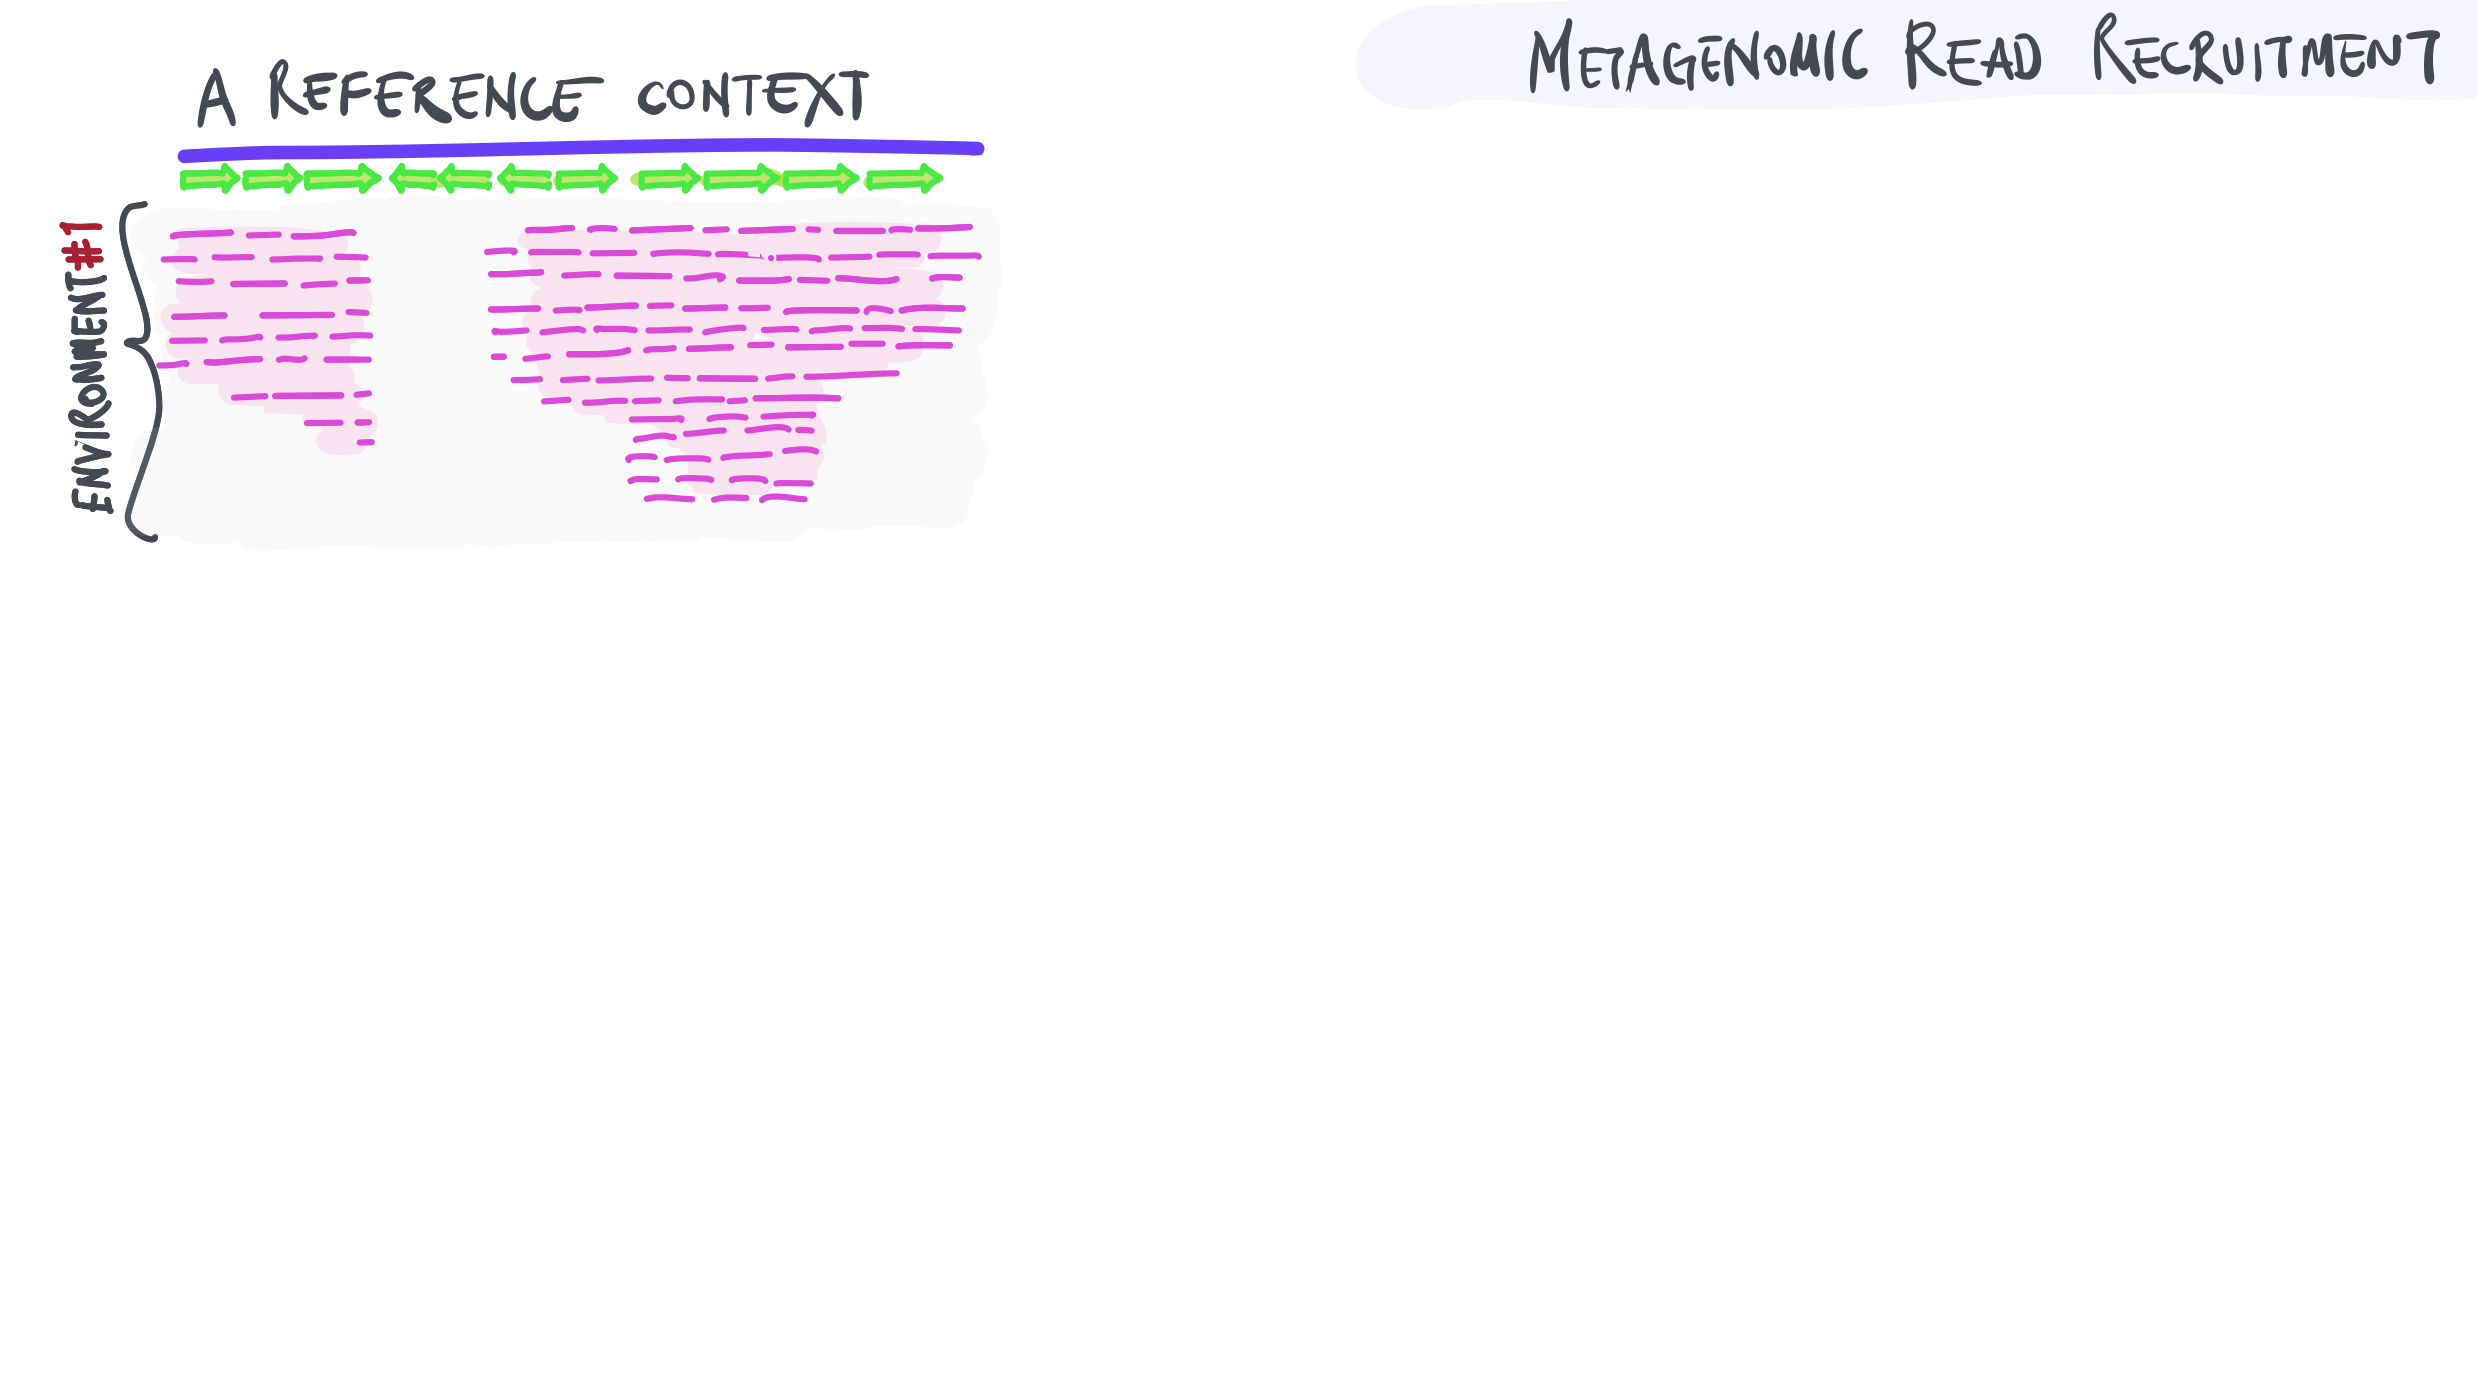 METAGENOMIC READ RECRUITMENT
A REFERENCE CONTEXT
ENVIRONMENT #1